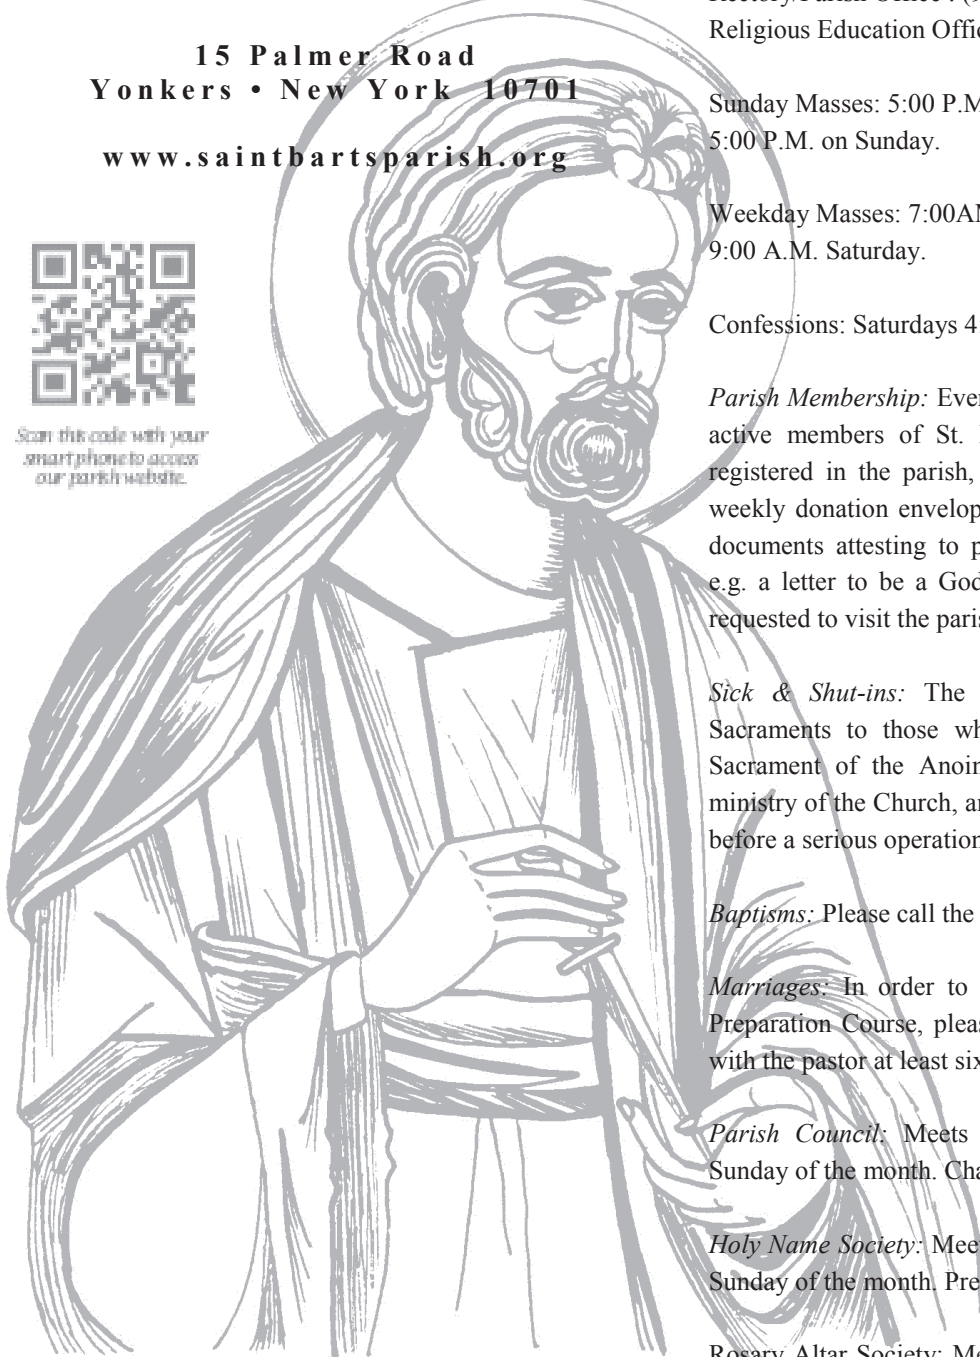 15 Palmer Road
Yonkers • New York 10701
www.saintbartsparish.org
Scan this code with your
smart phone to access
our parish website.
Religious Education Offic
Sunday Masses: 5:00 P.M
5:00 P.M. on Sunday.
Weekday Masses: 7:00AM
9:00 A.M. Saturday.
Confessions: Saturdays 4
Parish Membership: Ever
active members of St.
registered in the parish,
weekly donation envelop
documents attesting to p
e.g. a letter to be a God
requested to visit the paris
Sick & Shut-ins: The
Sacraments to those wh
Sacrament of the Anoin
ministry of the Church, an
before a serious operation
Baptisms: Please call the
Marriages: In order to
Preparation Course, pleas
with the pastor at least six
Parish Council: Meets
Sunday of the month. Cha
Holy Name Society: Meet
Sunday of the month. Pre
Rosary Altar Society: Me